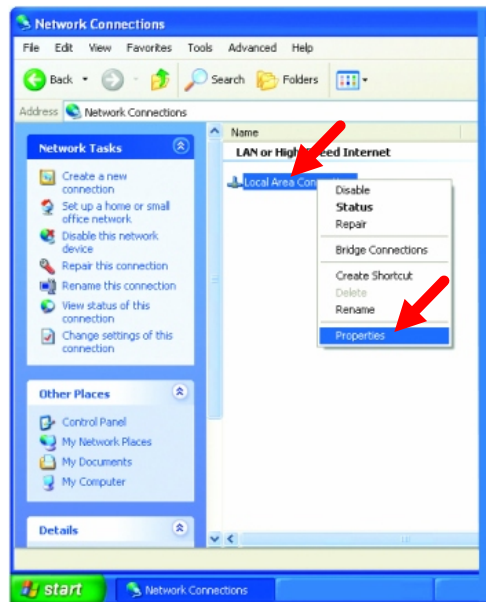 Network Connections
File Edit View Favorites Tools Advanced Help
Back Search Folders
Address Network Connections
Network Tasks
Create a new
connection
Set up a home or small
office network
Disable this network
device
Repair this connection
Rename this connection
View status of this
connection
Change settings of this
connection
Other Places
Control Panel
My Network Places
My Documents
My Computer
Details
Name
LAN or High eed Internet
Local Area Con
Disable
Status
Repair
Bridge Connections
Create Shortcut
Delete
Rename
Properties
start Network Connections